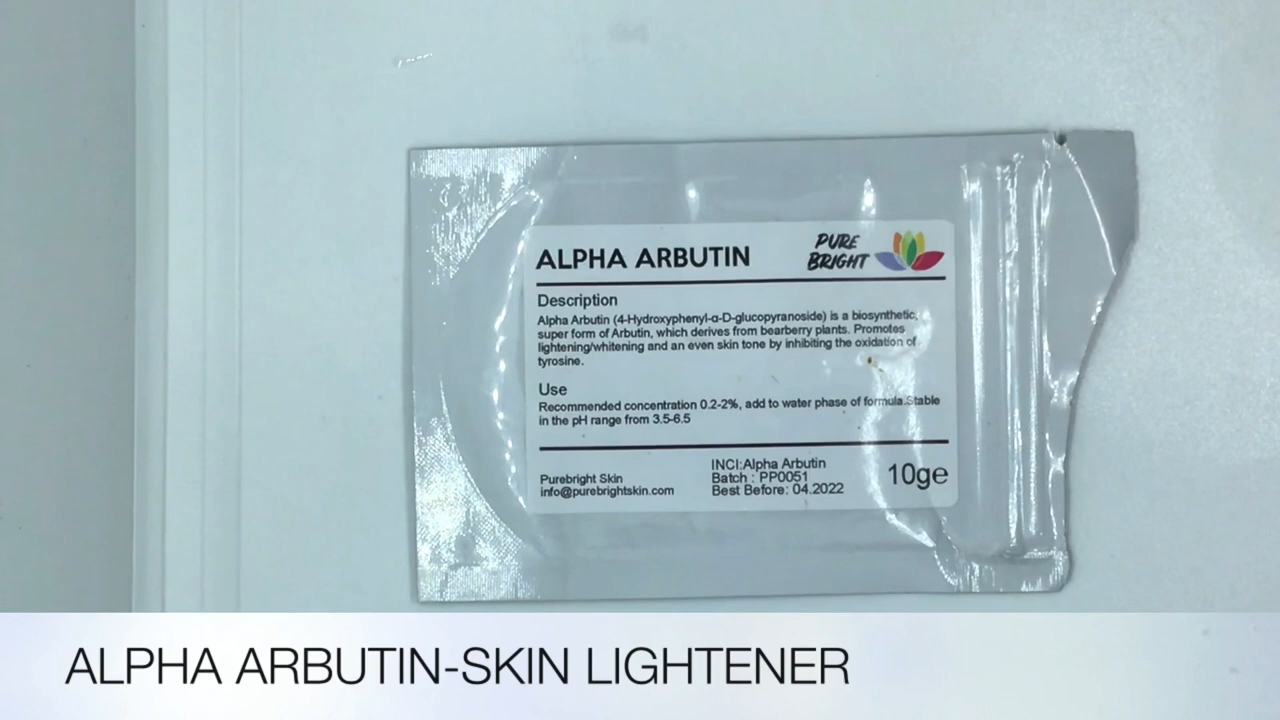 ALPHA ARBUTIN
PURE
BRIGHT
Description
Alpha Arbutin (4-Hydroxyphenyl-α-D-glucopyranoside) is a biosynthetic,
super form of Arbutin, which derives from bearberry plants. Promotes
lightening/whitening and an even skin tone by inhibiting the oxidation of
tyrosine.
Use
Recommended concentration 0.2-2%, add to water phase of formula.Stable
in the pH range from 3.5-6.5
Purebright Skin
info@purebrightskin.com
INCI:Alpha Arbutin
Batch : PP0051
Best Before: 04.2022
10ge
ALPHA ARBUTIN-SKIN LIGHTENER